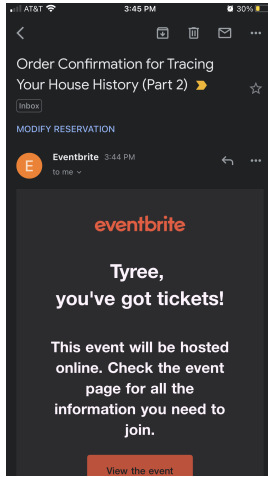 AT&T 3:45 PM 30%
Order Confirmation for Tracing
Your House History (Part 2)
Inbox
MODIFY RESERVATION
E
Eventbrite 3:44 PM
to me
eventbrite
Tyree,
you've got tickets!
This event will be hosted
online. Check the event
page for all the
information you need to
join.
View the event